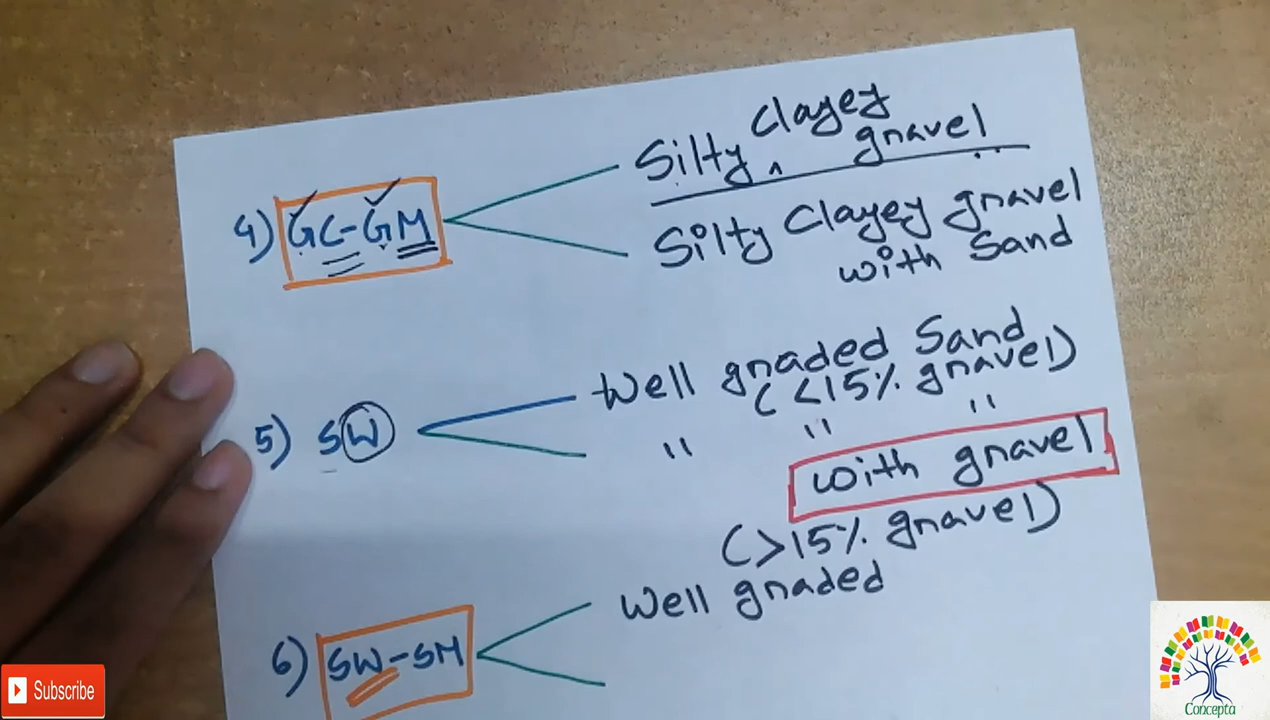 4) GC-GM
Silty ^ Clayey gravel
Silty Clayey gravel
with Sand
5) SW
Well graded Sand
(<15% gravel)
" " "
with gravel
(>15% gravel)
6) SW-SM
Well graded
Subscribe
Concepta